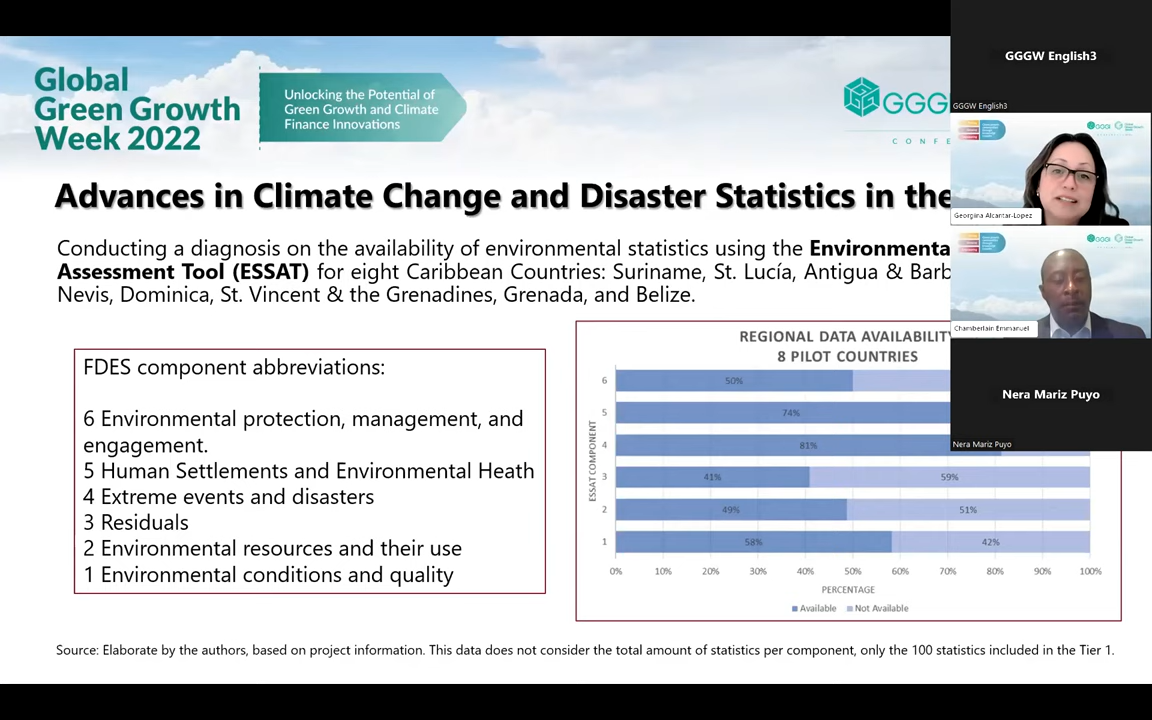 Global
Green Growth
Week 2022
Unlocking the Potential of
Green Growth and Climate
Finance Innovations
GGG
CONFE
Advances in Climate Change and Disaster Statistics in the
Conducting a diagnosis on the availability of environmental statistics using the Environmenta
Assessment Tool (ESSAT) for eight Caribbean Countries: Suriname, St. Lucía, Antigua & Barb
Nevis, Dominica, St. Vincent & the Grenadines, Grenada, and Belize.
FDES component abbreviations:
6 Environmental protection, management, and
engagement.
5 Human Settlements and Environmental Heath
4 Extreme events and disasters
3 Residuals
2 Environmental resources and their use
1 Environmental conditions and quality
REGIONAL DATA AVAILABILITY
8 PILOT COUNTRIES
ESSAT COMPONENT
6 50%
5 74%
4 81%
3 41% 59%
2 49% 51%
1 58% 42%
0% 10% 20% 30% 40% 50% 60% 70% 80% 90% 100%
PERCENTAGE
Available Not Available
Source: Elaborate by the authors, based on project information. This data does not consider the total amount of statistics per component, only the 100 statistics included in the Tier 1.
GGGW English3
GGGW English3
Georgina Alcantar-Lopez
Chamberlain Emmanuel
Nera Mariz Puyo
Nera Mariz Puyo